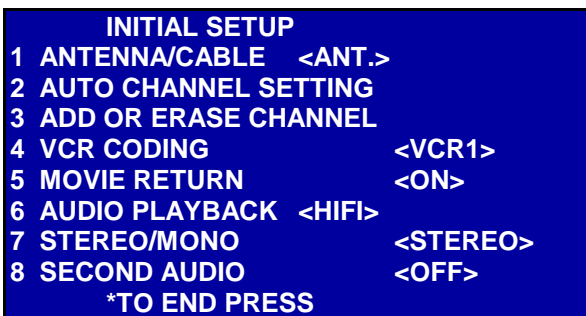 INITIAL SETUP
1 ANTENNA/CABLE <ANT.>
2 AUTO CHANNEL SETTING
3 ADD OR ERASE CHANNEL
4 VCR CODING <VCR1>
5 MOVIE RETURN <ON>
6 AUDIO PLAYBACK <HIFI>
7 STEREO/MONO <STEREO>
8 SECOND AUDIO <OFF>
*TO END PRESS